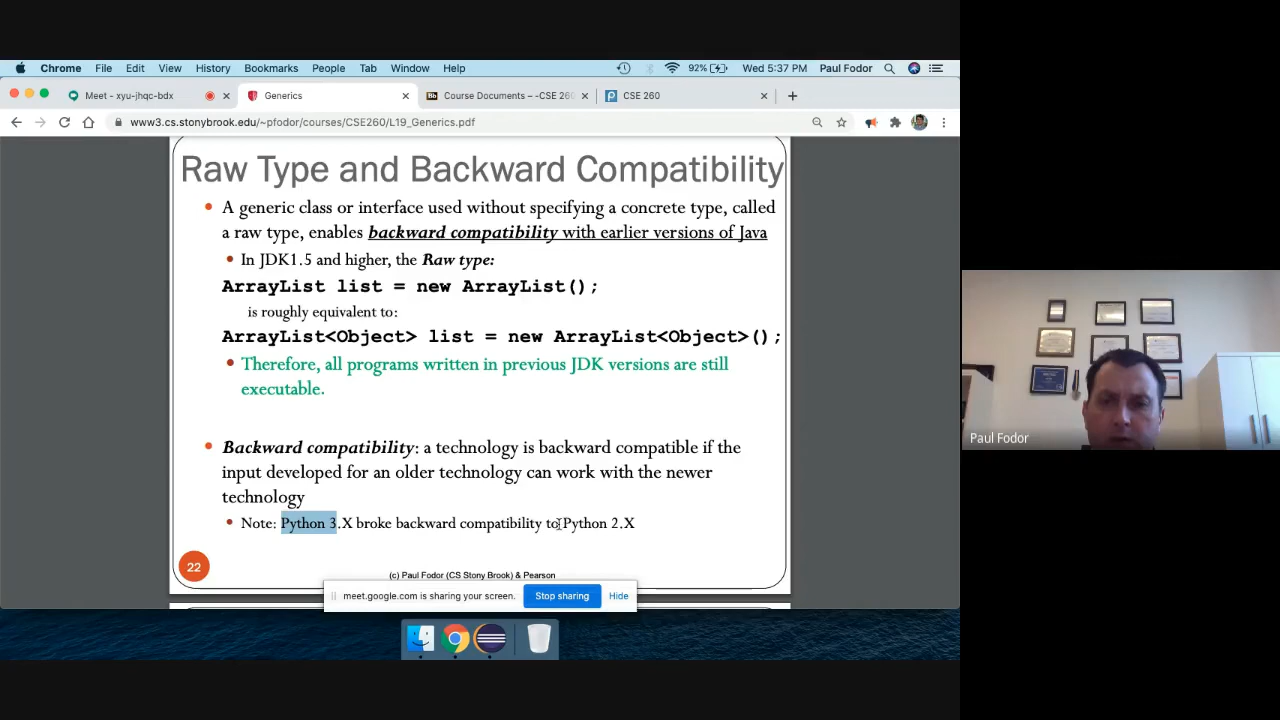 Chrome File Edit View History Bookmarks People Tab Window Help 92% Wed 5:37 PM Paul Fodor
Meet - xyu-jhqc-bdx Generics Course Documents – -CSE 260 CSE 260
www3.cs.stonybrook.edu/~pfodor/courses/CSE260/L19_Generics.pdf
Raw Type and Backward Compatibility
• A generic class or interface used without specifying a concrete type, called
a raw type, enables backward compatibility with earlier versions of Java
• In JDK1.5 and higher, the Raw type:
ArrayList list = new ArrayList();
is roughly equivalent to:
ArrayList<Object> list = new ArrayList<Object>();
• Therefore, all programs written in previous JDK versions are still
executable.
• Backward compatibility: a technology is backward compatible if the
input developed for an older technology can work with the newer
technology
• Note: Python 3.X broke backward compatibility to Python 2.X
22
(c) Paul Fodor (CS Stony Brook) & Pearson
meet.google.com is sharing your screen. Stop sharing Hide
Paul Fodor